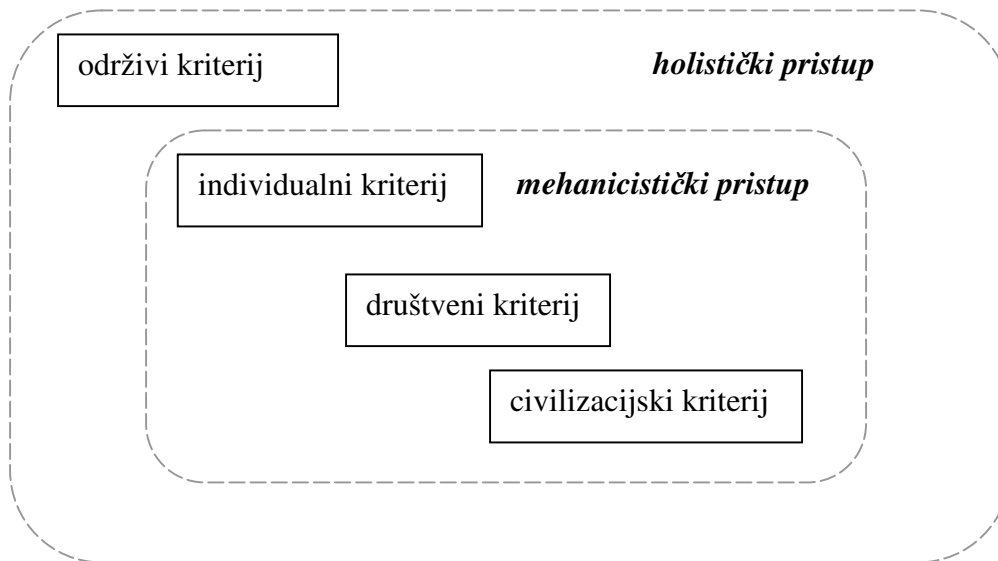 održivi kriterij
holistički pristup
individualni kriterij
mehanicistički pristup
društveni kriterij
civilizacijski kriterij